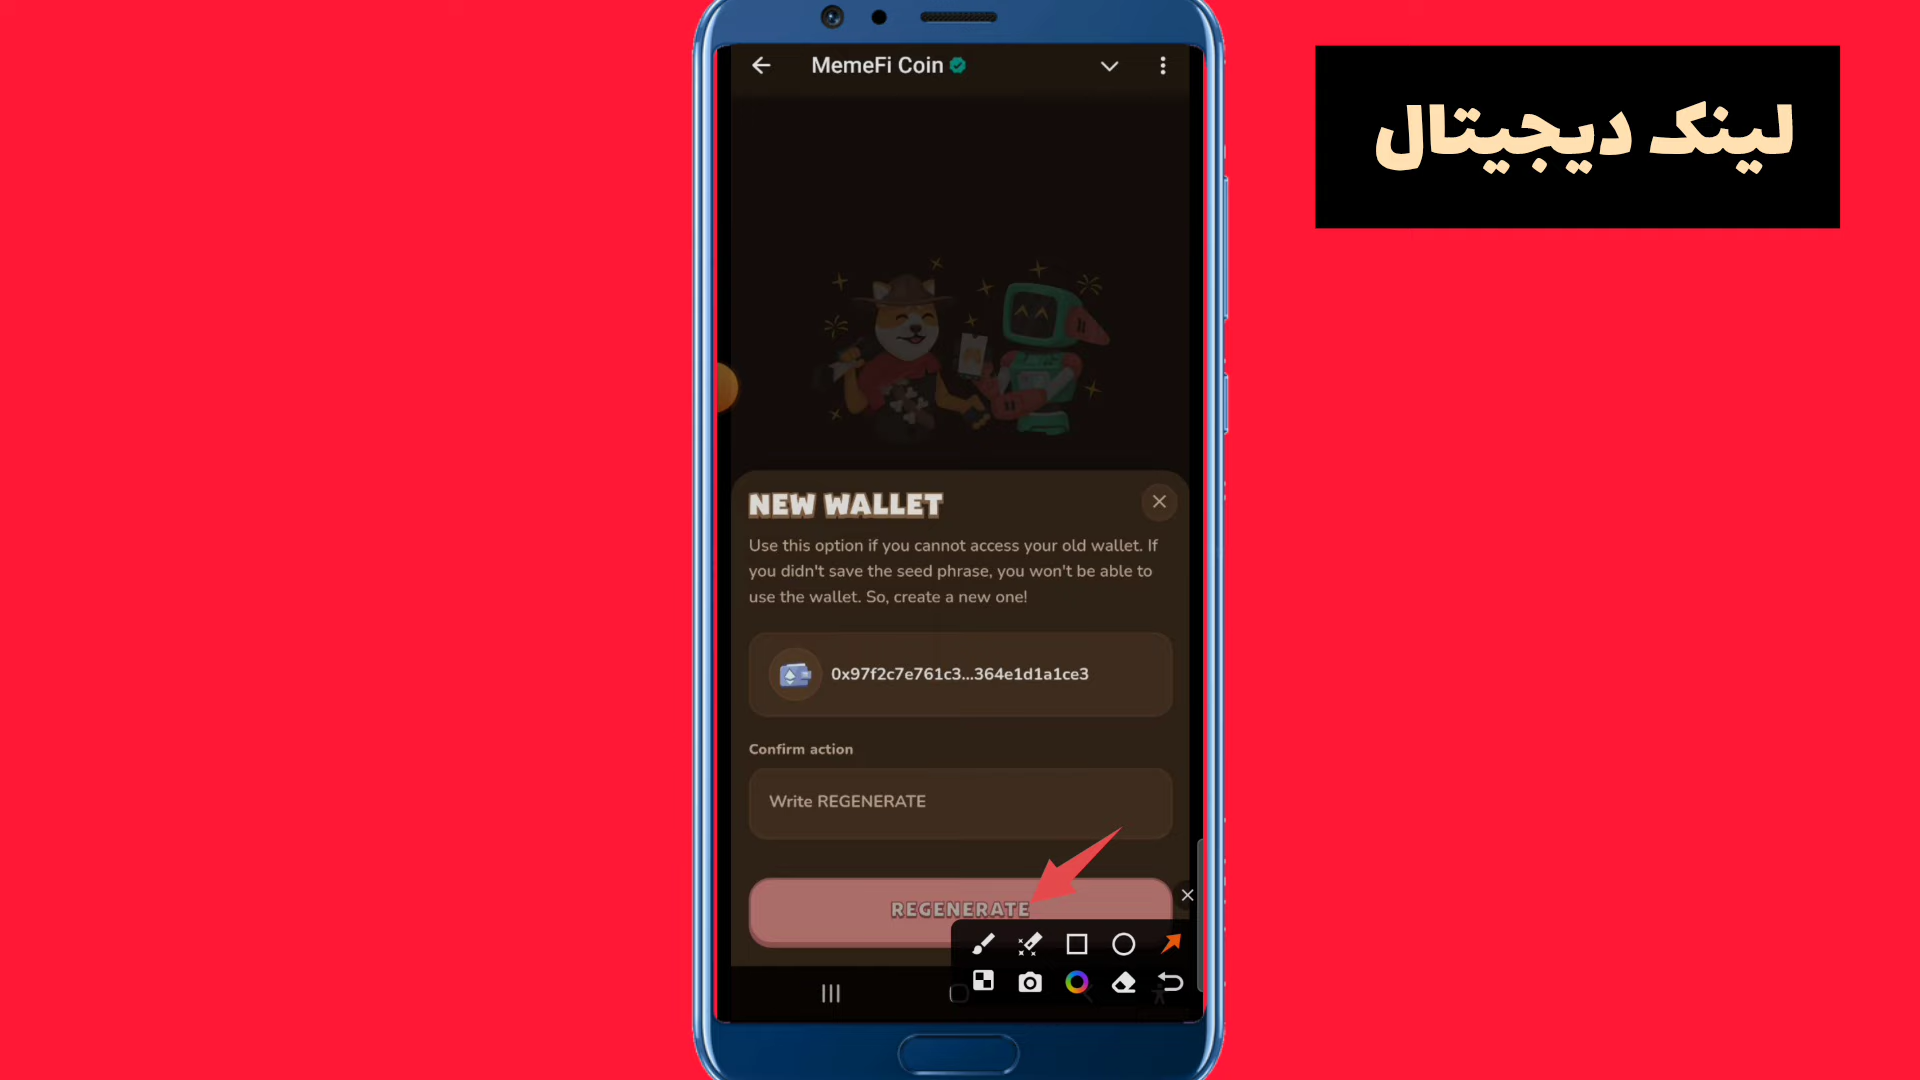 MemeFi Coin
لینک دیجیتال
NEW WALLET
Use this option if you cannot access your old wallet. If
you didn't save the seed phrase, you won't be able to
use the wallet. So, create a new one!
0x97f2c7e761c3...364e1d1a1ce3
Confirm action
Write REGENERATE
REGENERATE